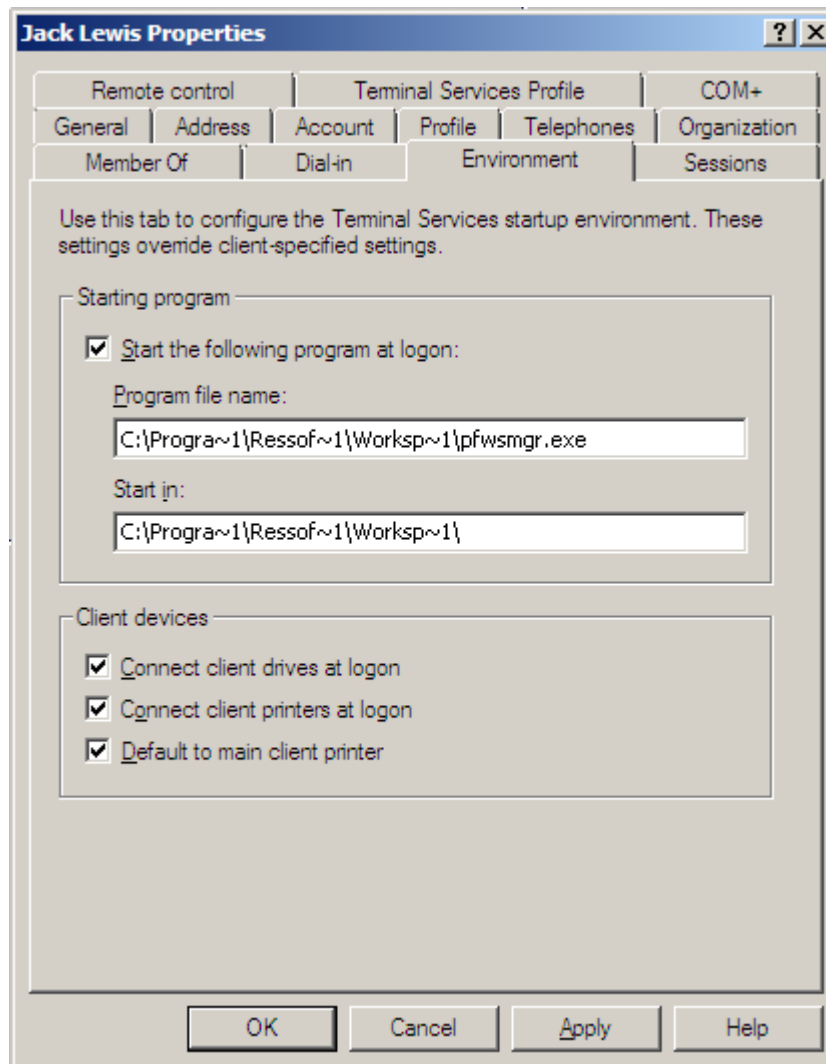 Jack Lewis Properties
Remote control Terminal Services Profile COM+
General Address Account Profile Telephones Organization
Member Of Dial-in Environment Sessions
Use this tab to configure the Terminal Services startup environment. These
settings override client-specified settings.
Starting program
Start the following program at logon:
Program file name:
C:\Progra~1\Ressof~1\Worksp~1\pfwsmgr.exe
Start in:
C:\Progra~1\Ressof~1\Worksp~1\
Client devices
Connect client drives at logon
Connect client printers at logon
Default to main client printer
OK Cancel Apply Help